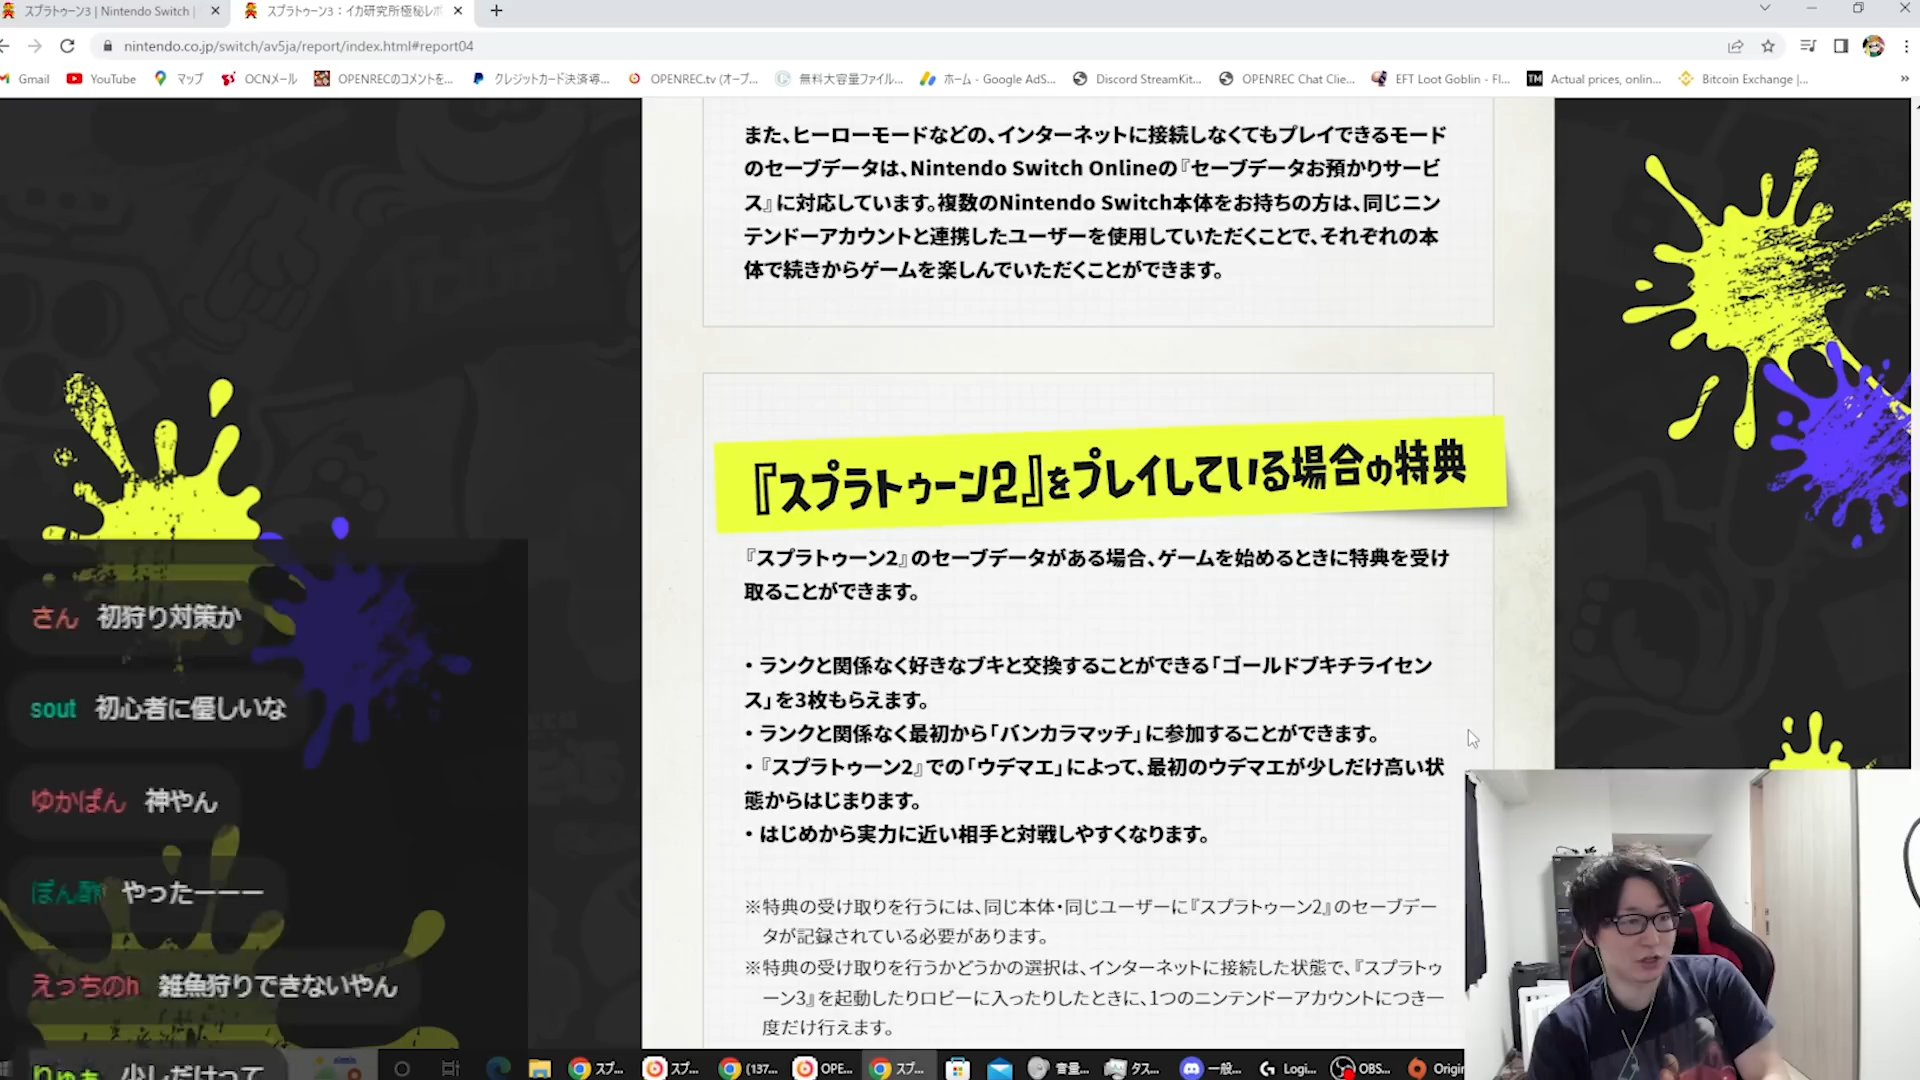 スプラトゥーン3 | Nintendo Switch |
スプラトゥーン3：イカ研究所極秘レポ
nintendo.co.jp/switch/av5ja/report/index.html#report04
Gmail YouTube マップ OCNメール OPENRECのコメントを... クレジットカード決済導... OPENREC.tv (オープ... 無料大容量ファイル... ホーム - Google AdS... Discord StreamKit... OPENREC Chat Clie... EFT Loot Goblin - Fl... Actual prices, onlin... Bitcoin Exchange |... »
また、ヒーローモードなどの、インターネットに接続しなくてもプレイできるモード
のセーブデータは、Nintendo Switch Onlineの『セーブデータお預かりサービ
ス』に対応しています。複数のNintendo Switch本体をお持ちの方は、同じニン
テンドーアカウントと連携したユーザーを使用していただくことで、それぞれの本
体で続きからゲームを楽しんでいただくことができます。
『スプラトゥーン2』をプレイしている場合の特典
『スプラトゥーン2』のセーブデータがある場合、ゲームを始めるときに特典を受け
取ることができます。
・ランクと関係なく好きなブキと交換することができる「ゴールドブキチライセン
ス」を3枚もらえます。
・ランクと関係なく最初から「バンカラマッチ」に参加することができます。
・『スプラトゥーン2』での「ウデマエ」によって、最初のウデマエが少しだけ高い状
態からはじまります。
・はじめから実力に近い相手と対戦しやすくなります。
※特典の受け取りを行うには、同じ本体・同じユーザーに『スプラトゥーン2』のセーブデー
タが記録されている必要があります。
※特典の受け取りを行うかどうかの選択は、インターネットに接続した状態で、『スプラトゥ
ーン3』を起動したりロビーに入ったりしたときに、1つのニンテンドーアカウントにつき一
度だけ行えます。
さん 初狩り対策か
sout 初心者に優しいな
ゆかぱん 神やん
ぽん酢 やったーーー
えっちのh 雑魚狩りできないやん
りゅぅ 少しだけって
スプ... スプ... (137... OPE... スプ... 音量... タス... 一般... Logi... OBS... Origin